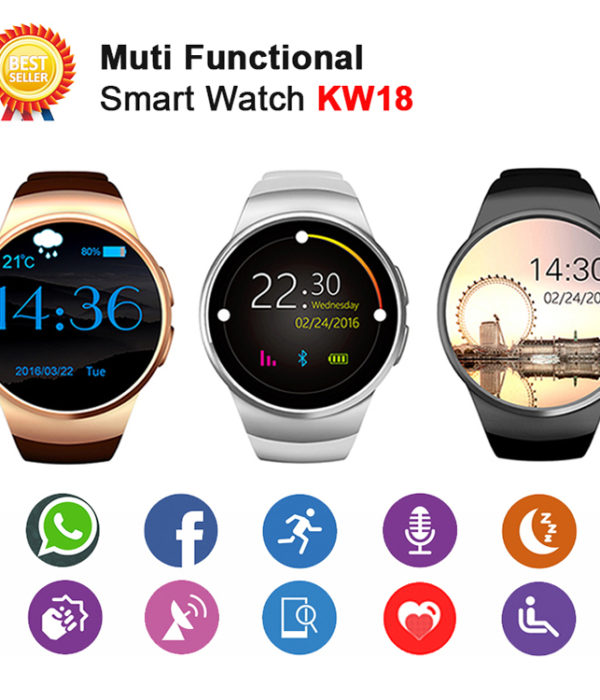 BEST
SELLER
Muti Functional
Smart Watch KW18
21°C
80%
14:36
2016/03/22 Tue
22:30
Wednesday
02/24/2016
14:30
02/24/20
zzz